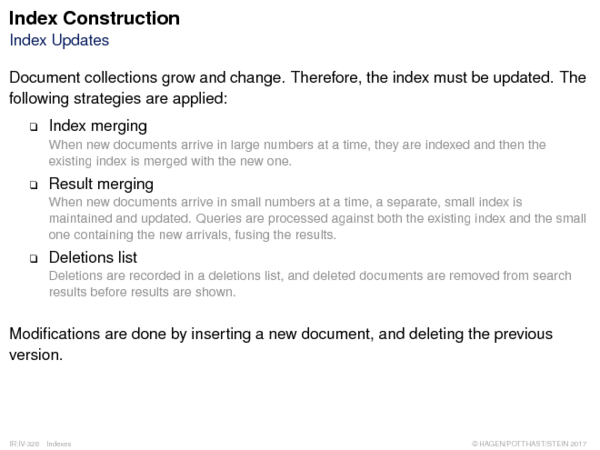 Index Construction
Index Updates
Document collections grow and change. Therefore, the index must be updated. The
following strategies are applied:
❑ Index merging
When new documents arrive in large numbers at a time, they are indexed and then the
existing index is merged with the new one.
❑ Result merging
When new documents arrive in small numbers at a time, a separate, small index is
maintained and updated. Queries are processed against both the existing index and the small
one containing the new arrivals, fusing the results.
❑ Deletions list
Deletions are recorded in a deletions list, and deleted documents are removed from search
results before results are shown.
Modifications are done by inserting a new document, and deleting the previous
version.
IR:IV-326 Indexes
© HAGEN/POTTHAST/STEIN 2017